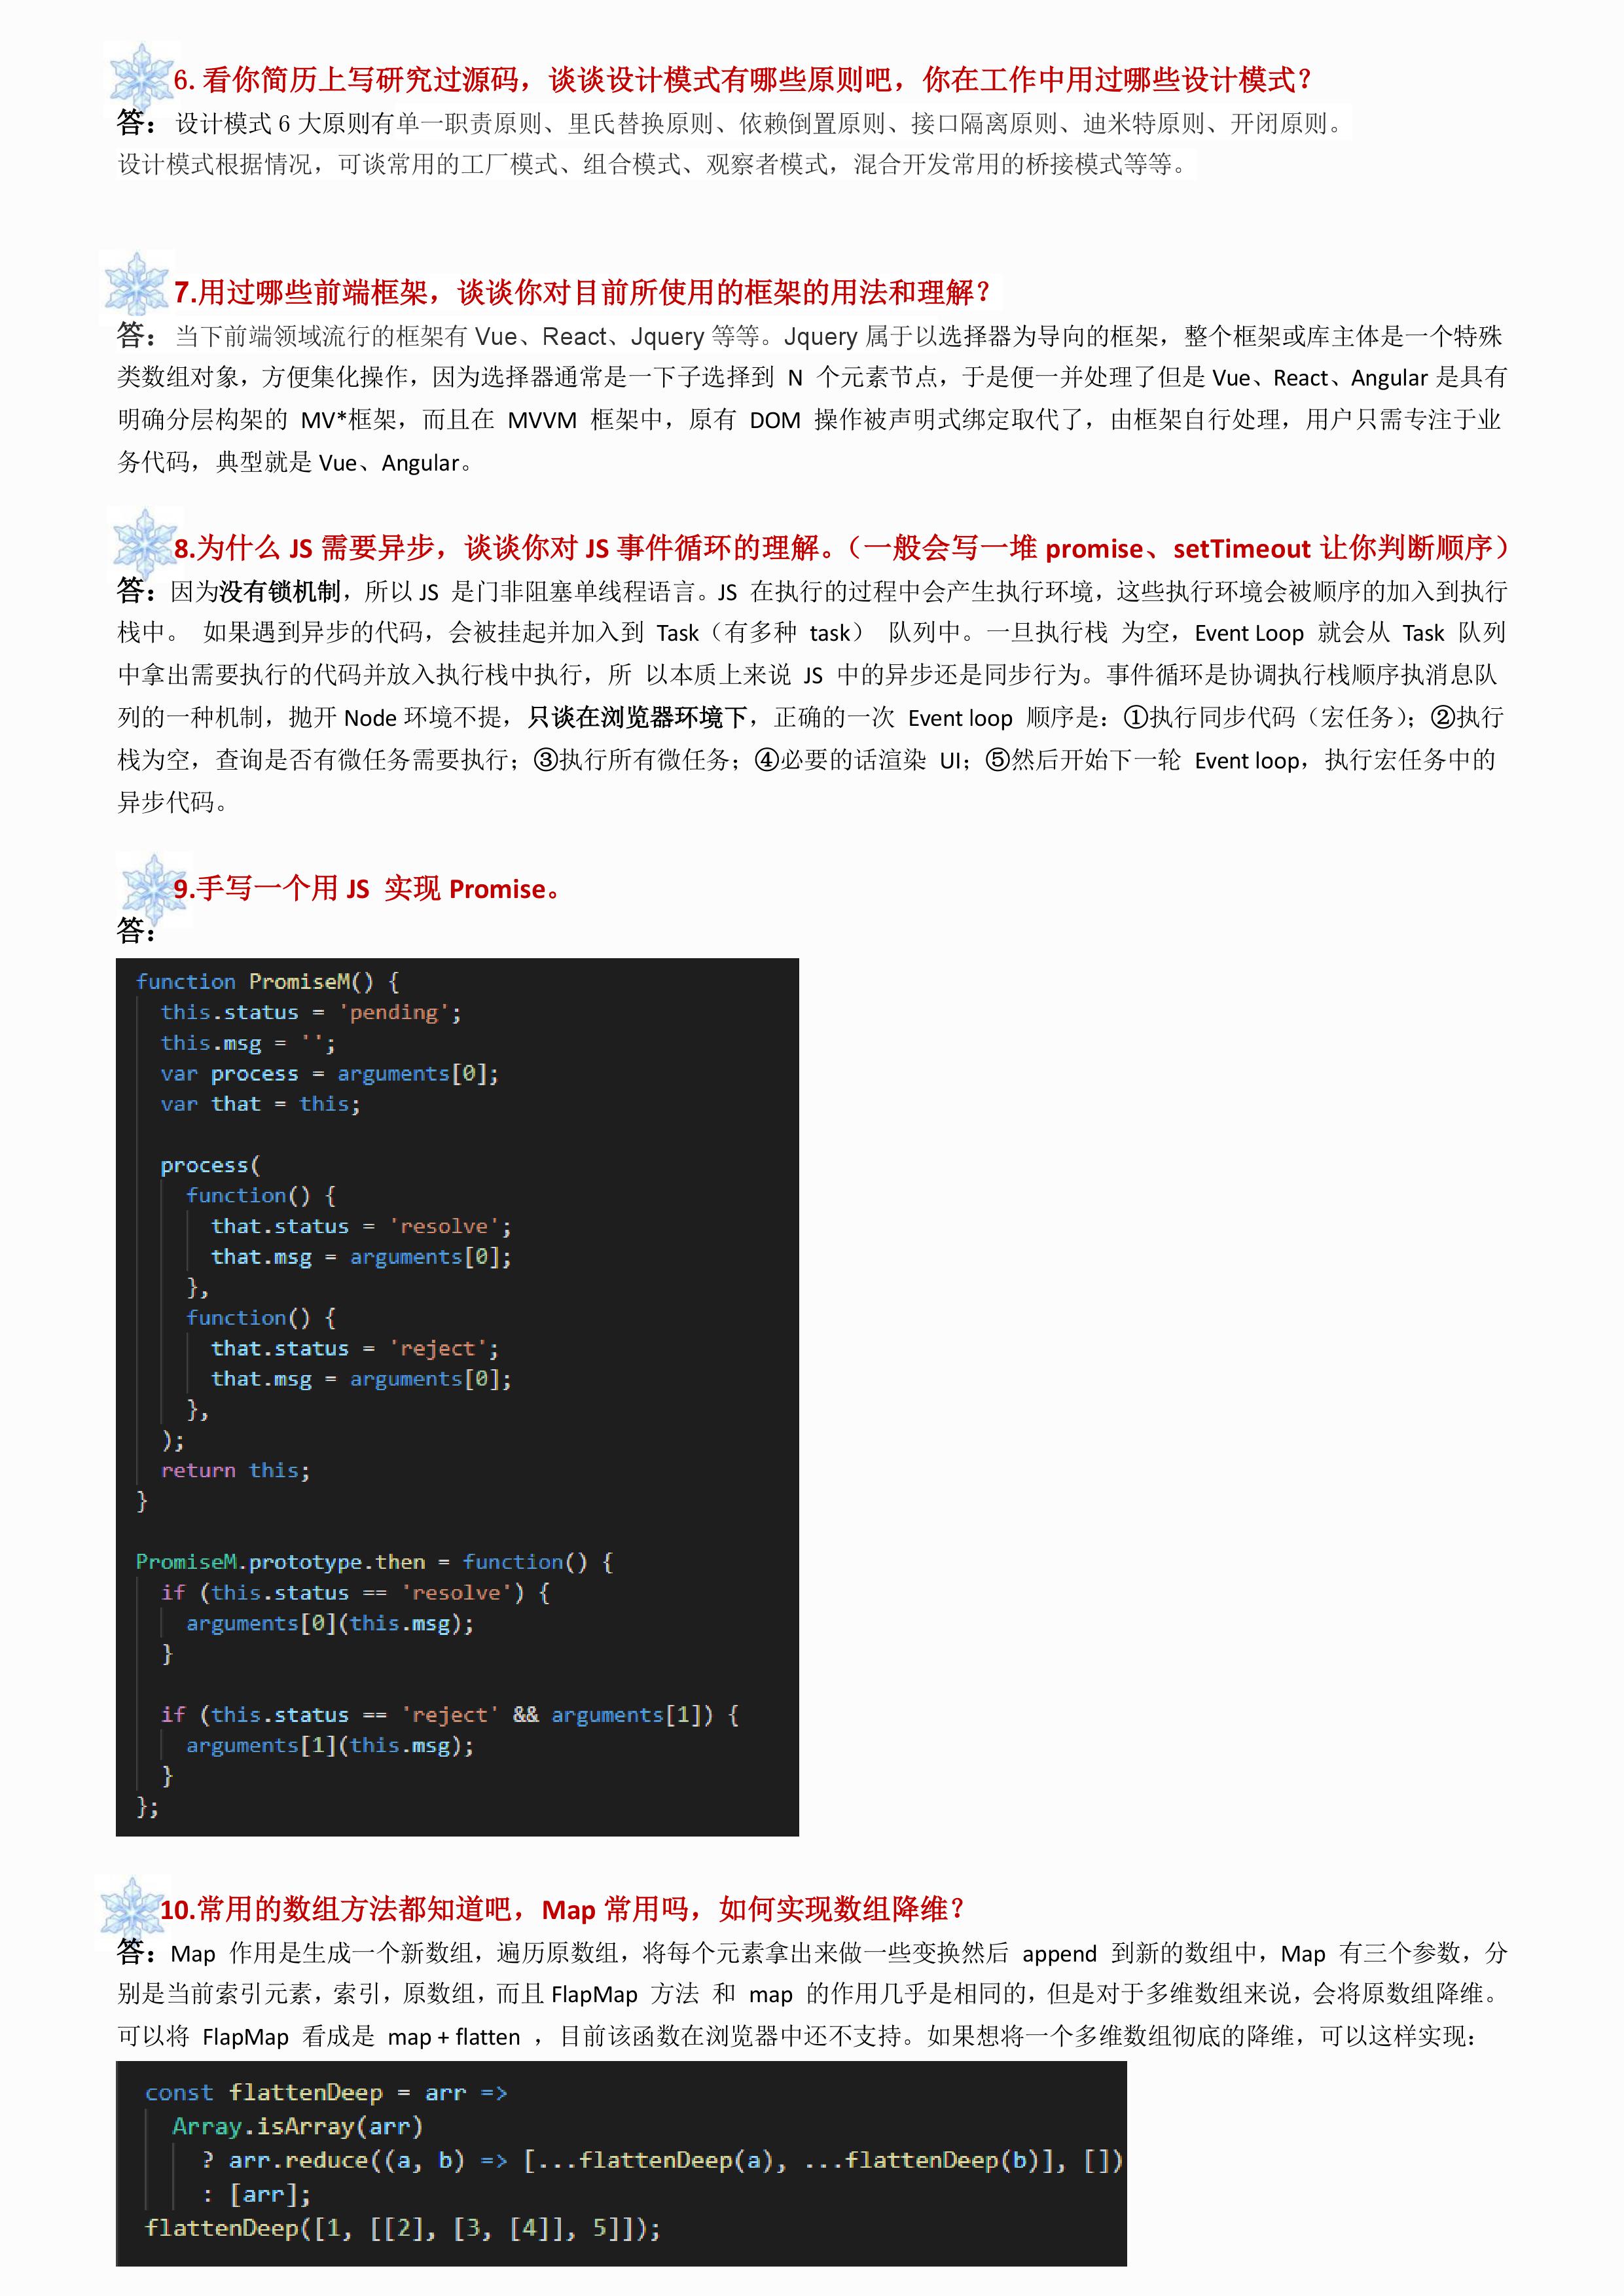 6. 看你简历上写研究过源码，谈谈设计模式有哪些原则吧，你在工作中用过哪些设计模式？
答：设计模式 6 大原则有单一职责原则、里氏替换原则、依赖倒置原则、接口隔离原则、迪米特原则、开闭原则。
设计模式根据情况，可谈常用的工厂模式、组合模式、观察者模式，混合开发常用的桥接模式等等。
7.用过哪些前端框架，谈谈你对目前所使用的框架的用法和理解？
答：当下前端领域流行的框架有 Vue、React、Jquery 等等。Jquery 属于以选择器为导向的框架，整个框架或库主体是一个特殊
类数组对象，方便集化操作，因为选择器通常是一下子选择到 N 个元素节点，于是便一并处理了但是 Vue、React、Angular 是具有
明确分层构架的 MV*框架，而且在 MVVM 框架中，原有 DOM 操作被声明式绑定取代了，由框架自行处理，用户只需专注于业
务代码，典型就是 Vue、Angular。
8.为什么 JS 需要异步，谈谈你对 JS 事件循环的理解。（一般会写一堆 promise、setTimeout 让你判断顺序）
答：因为没有锁机制，所以 JS 是门非阻塞单线程语言。JS 在执行的过程中会产生执行环境，这些执行环境会被顺序的加入到执行
栈中。 如果遇到异步的代码，会被挂起并加入到 Task（有多种 task） 队列中。一旦执行栈 为空，Event Loop 就会从 Task 队列
中拿出需要执行的代码并放入执行栈中执行，所 以本质上来说 JS 中的异步还是同步行为。事件循环是协调执行栈顺序执消息队
列的一种机制，抛开 Node 环境不提，只谈在浏览器环境下，正确的一次 Event loop 顺序是：①执行同步代码（宏任务）；②执行
栈为空，查询是否有微任务需要执行；③执行所有微任务；④必要的话渲染 UI；⑤然后开始下一轮 Event loop，执行宏任务中的
异步代码。
9.手写一个用 JS 实现 Promise。
答：
function PromiseM() {
this.status = 'pending';
this.msg = '';
var process = arguments[0];
var that = this;
process(
function() {
that.status = 'resolve';
that.msg = arguments[0];
},
function() {
that.status = 'reject';
that.msg = arguments[0];
},
);
return this;
}
PromiseM.prototype.then = function() {
if (this.status == 'resolve') {
arguments[0](this.msg);
}
if (this.status == 'reject' && arguments[1]) {
arguments[1](this.msg);
}
};
10.常用的数组方法都知道吧，Map 常用吗，如何实现数组降维？
答：Map 作用是生成一个新数组，遍历原数组，将每个元素拿出来做一些变换然后 append 到新的数组中，Map 有三个参数，分
别是当前索引元素，索引，原数组，而且 FlapMap 方法 和 map 的作用几乎是相同的，但是对于多维数组来说，会将原数组降维。
可以将 FlapMap 看成是 map + flatten ，目前该函数在浏览器中还不支持。如果想将一个多维数组彻底的降维，可以这样实现：
const flattenDeep = arr =>
Array.isArray(arr)
? arr.reduce((a, b) => [...flattenDeep(a), ...flattenDeep(b)], [])
: [arr];
flattenDeep([1, [[2], [3, [4]], 5]]);